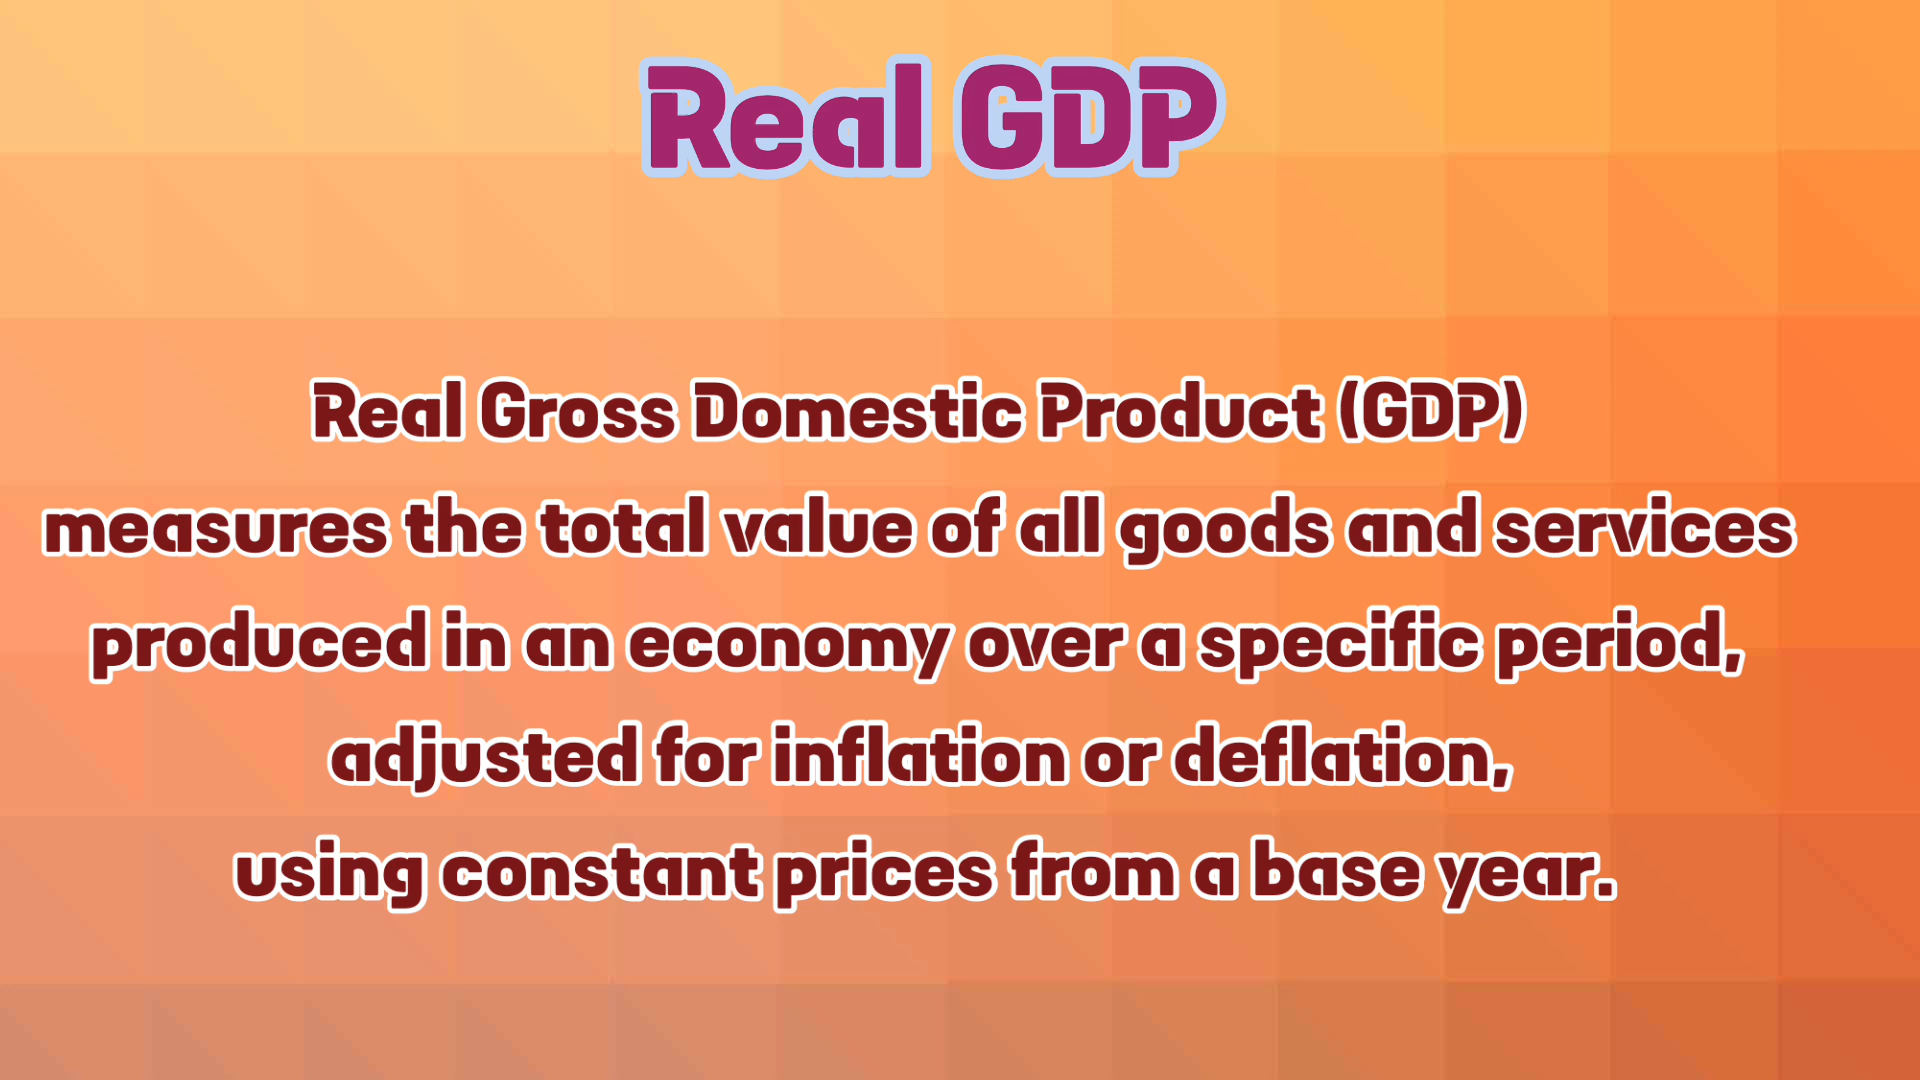 Real GDP
Real Gross Domestic Product (GDP)
measures the total value of all goods and services
produced in an economy over a specific period,
adjusted for inflation or deflation,
using constant prices from a base year.